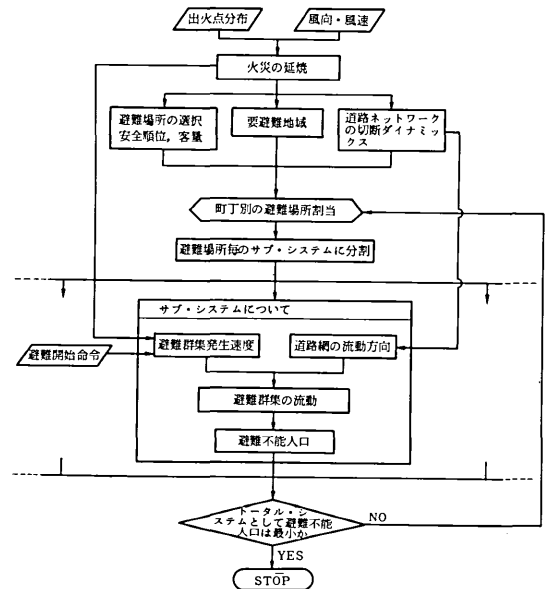 出火点分布
風向・風速
火災の延焼
避難場所の選択
安全順位，客量
要避難地域
道路ネットワーク
の切断ダイナミッ
クス
町丁別の避難場所割当
避難場所毎のサブ・システムに分割
サブ・システムについて
避難開始命令
避難群集発生速度
道路網の流動方向
避難群集の流動
避難不能人口
トータル・シ
ステムとして避難不能
人口は最小か
NO
YES
STOP